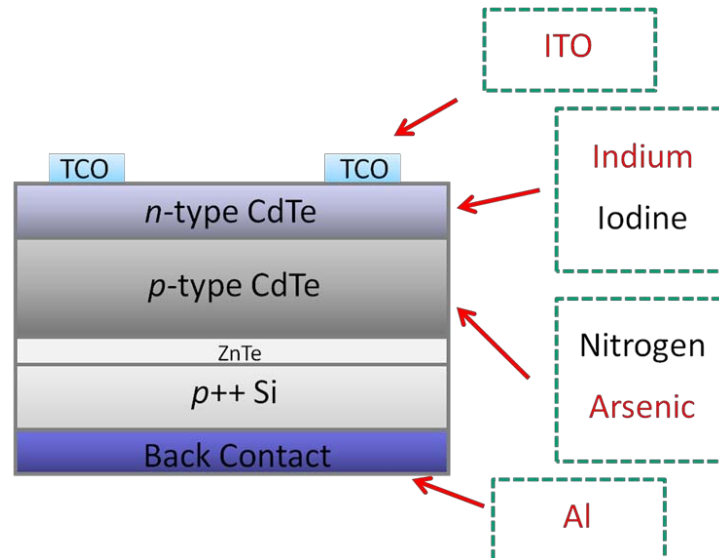 ITO
TCO
TCO
Indium
Iodine
n-type CdTe
p-type CdTe
Nitrogen
Arsenic
ZnTe
p++ Si
Back Contact
Al